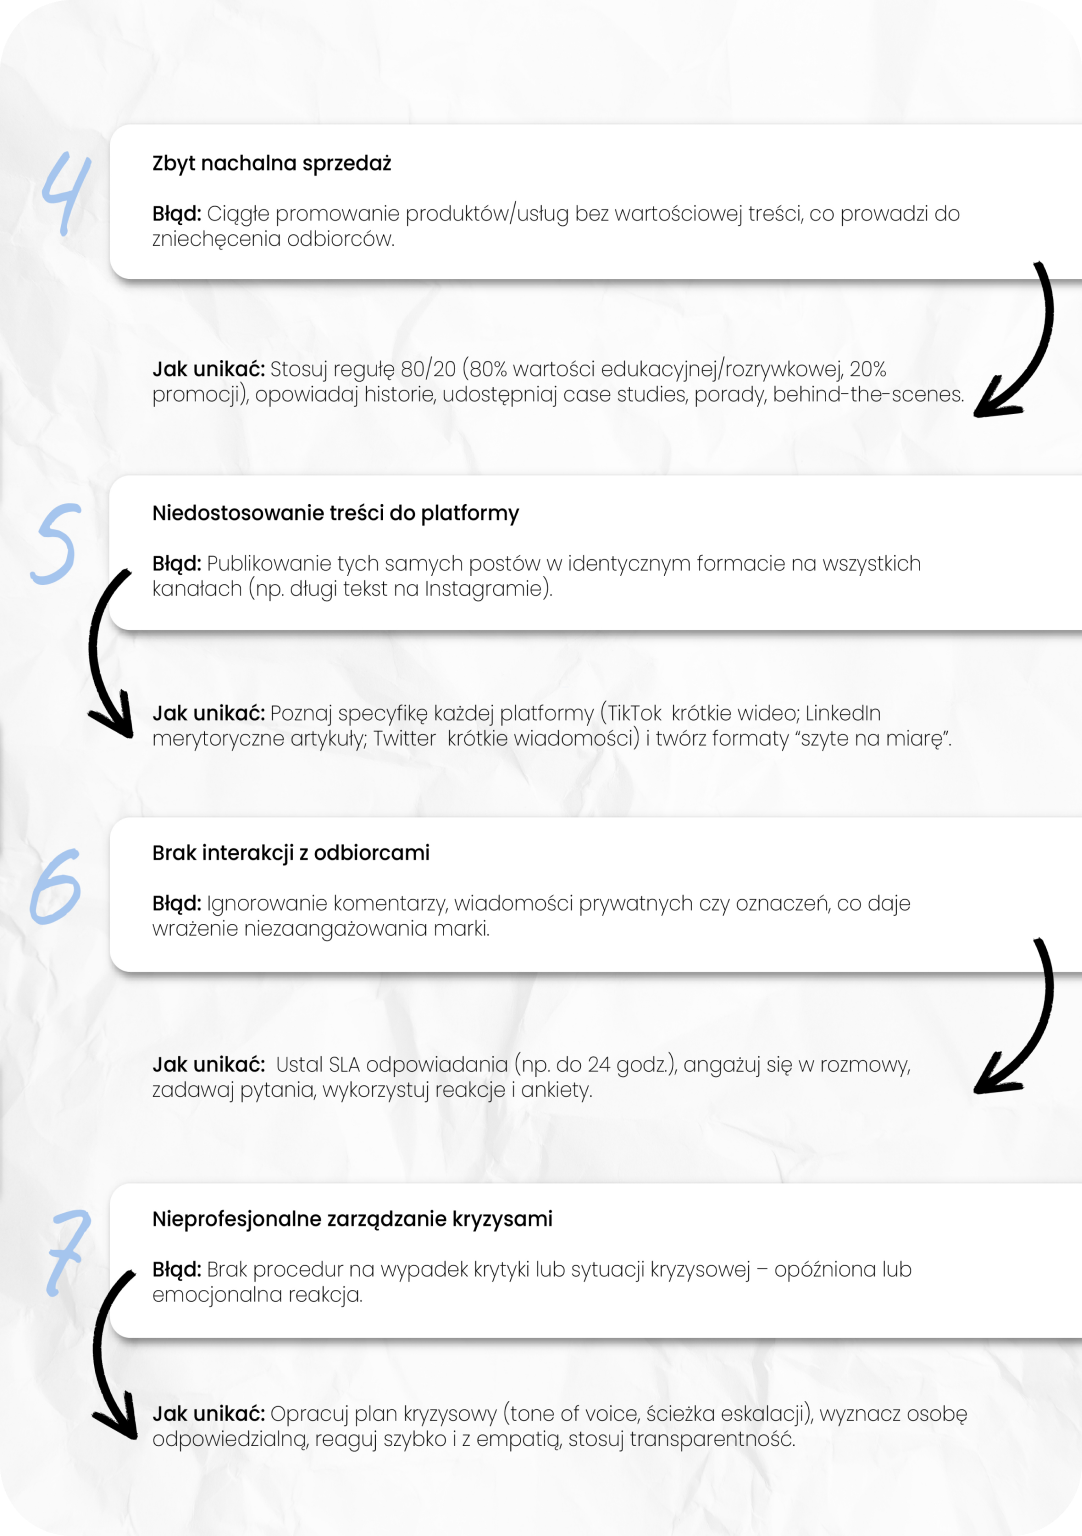 4
Zbyt nachalna sprzedaż
Błąd: Ciągłe promowanie produktów/usług bez wartościowej treści, co prowadzi do
zniechęcenia odbiorców.
Jak unikać: Stosuj regułę 80/20 (80% wartości edukacyjnej/rozrywkowej, 20%
promocji), opowiadaj historie, udostępniaj case studies, porady, behind-the-scenes.
5
Niedostosowanie treści do platformy
Błąd: Publikowanie tych samych postów w identycznym formacie na wszystkich
kanałach (np. długi tekst na Instagramie).
Jak unikać: Poznaj specyfikę każdej platformy (TikTok  krótkie wideo; LinkedIn
merytoryczne artykuły; Twitter  krótkie wiadomości) i twórz formaty “szyte na miarę”.
6
Brak interakcji z odbiorcami
Błąd: Ignorowanie komentarzy, wiadomości prywatnych czy oznaczeń, co daje
wrażenie niezaangażowania marki.
Jak unikać:  Ustal SLA odpowiadania (np. do 24 godz.), angażuj się w rozmowy,
zadawaj pytania, wykorzystuj reakcje i ankiety.
7
Nieprofesjonalne zarządzanie kryzysami
Błąd: Brak procedur na wypadek krytyki lub sytuacji kryzysowej – opóźniona lub
emocjonalna reakcja.
Jak unikać: Opracuj plan kryzysowy (tone of voice, ścieżka eskalacji), wyznacz osobę
odpowiedzialną, reaguj szybko i z empatią, stosuj transparentność.